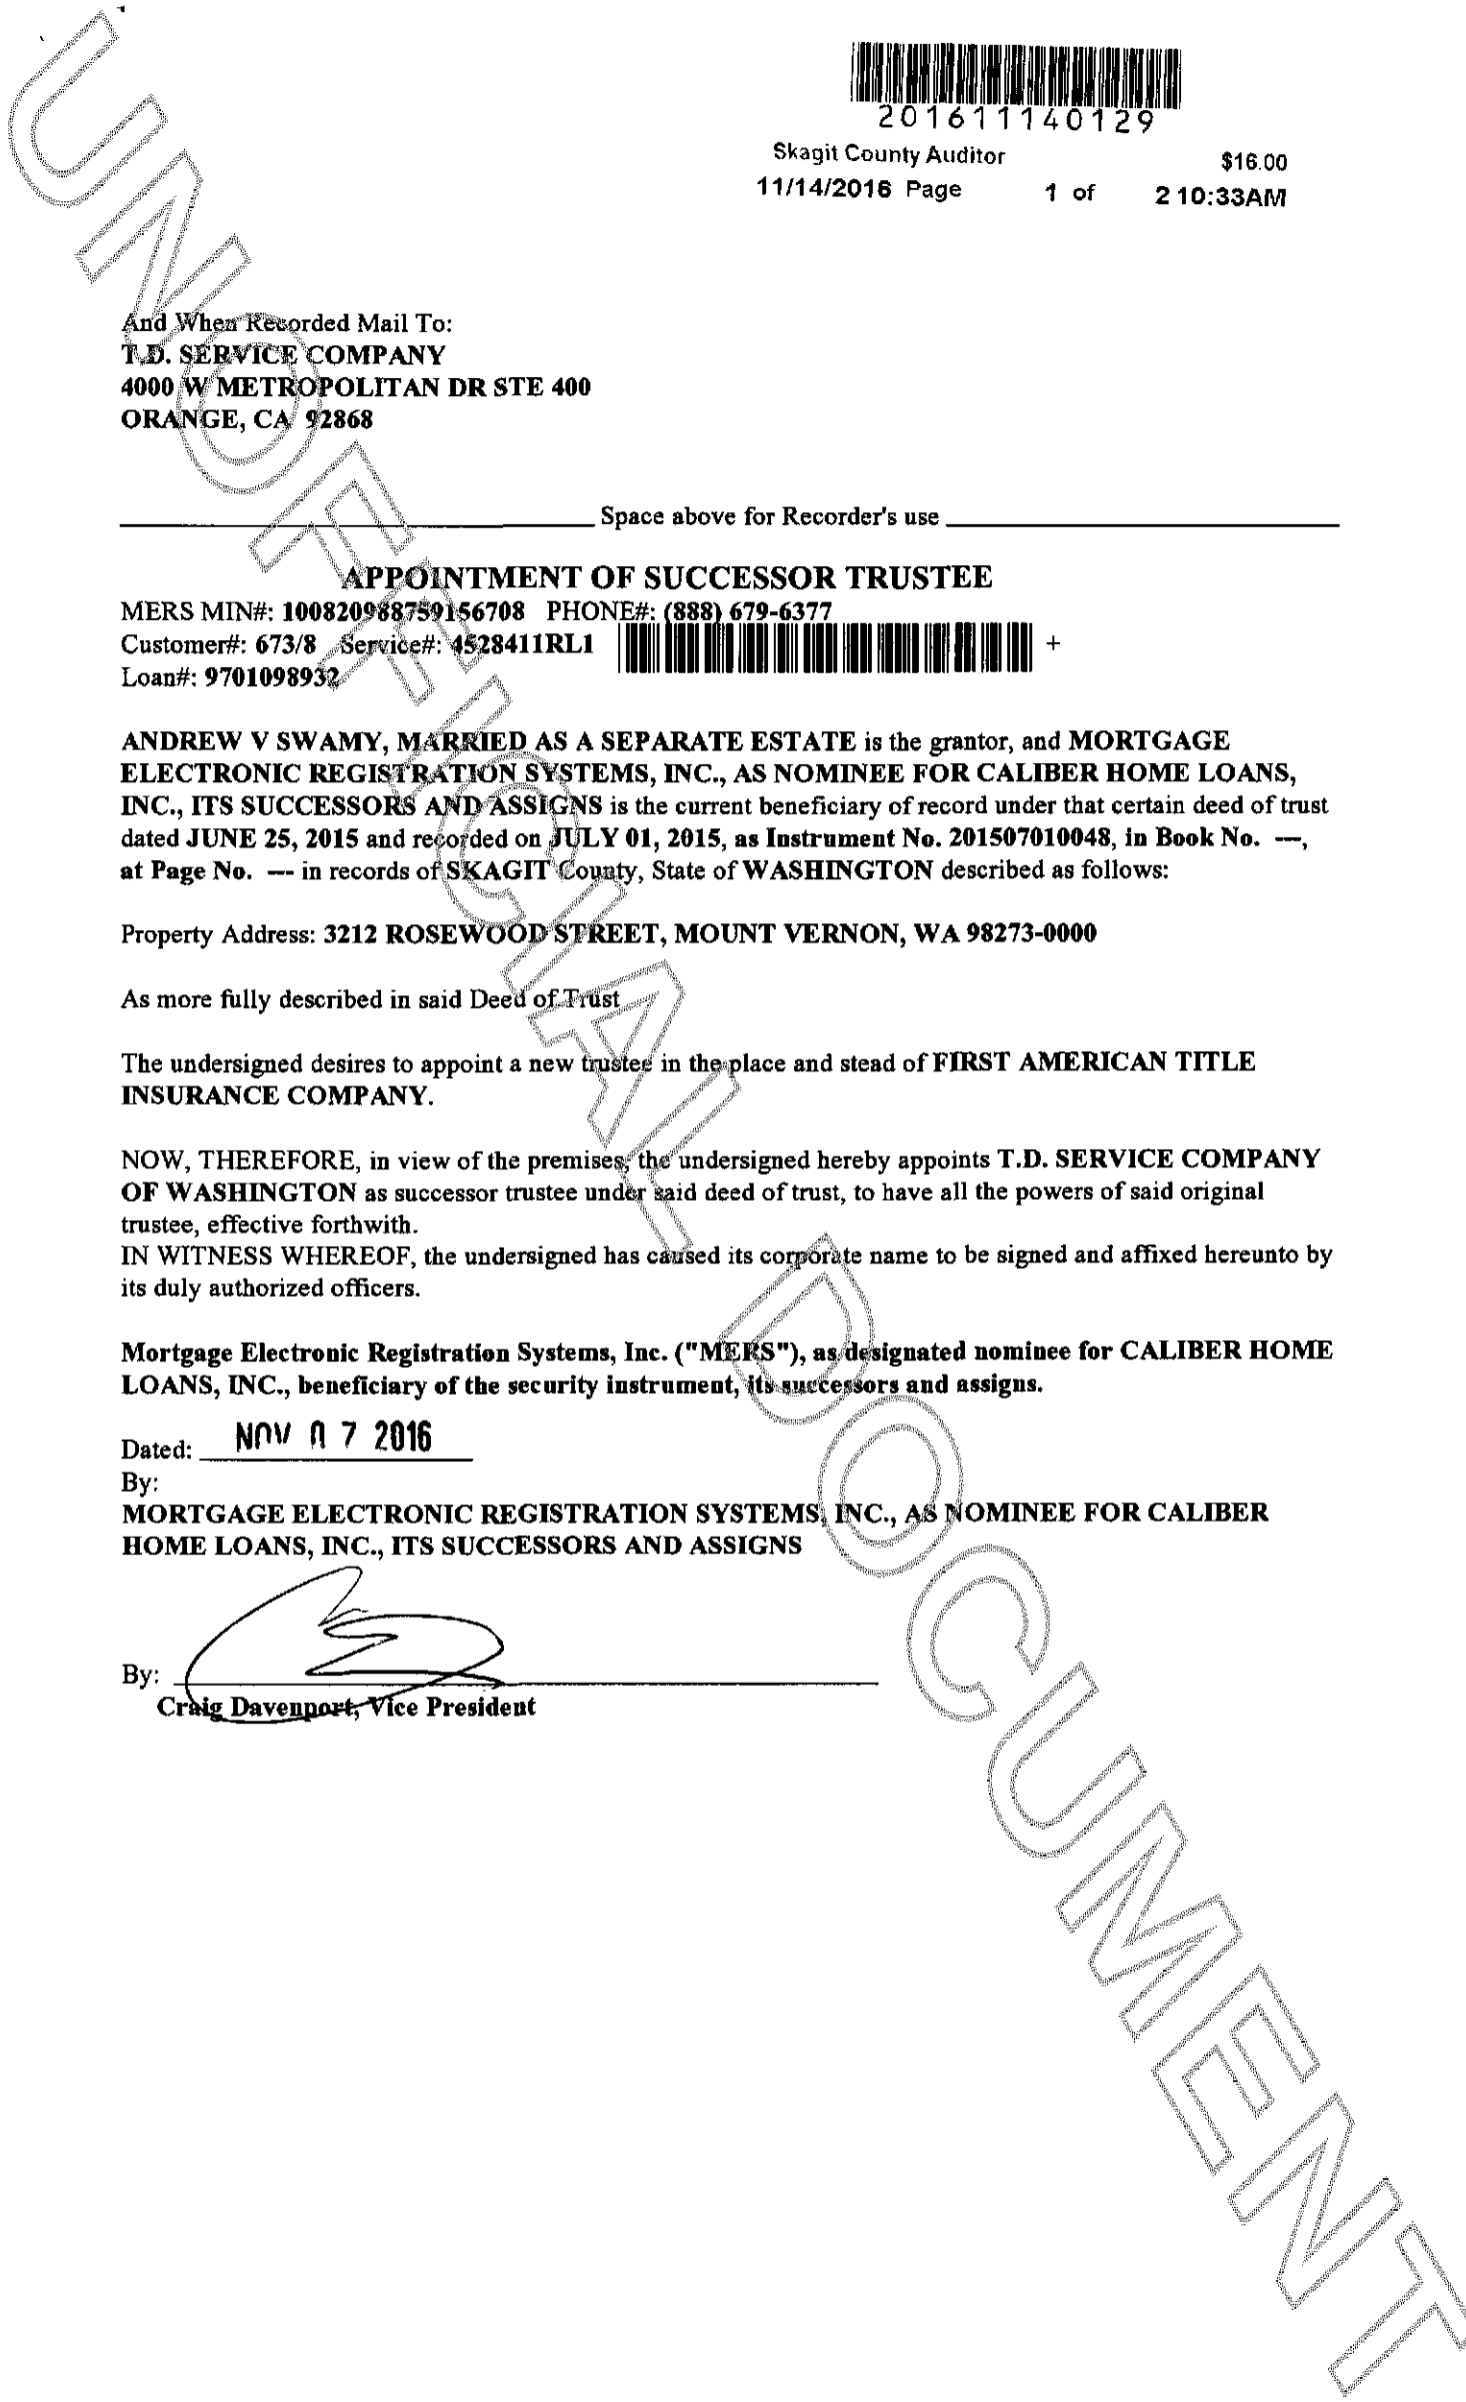 201611140129
Skagit County Auditor $16.00
11/14/2016 Page 1 of 2 10:33AM
And When Recorded Mail To:
T.D. SERVICE COMPANY
4000 W METROPOLITAN DR STE 400
ORANGE, CA 92868
Space above for Recorder's use
APPOINTMENT OF SUCCESSOR TRUSTEE
MERS MIN#: 100820988759156708 PHONE#: (888) 679-6377
Customer#: 673/8 Service#: 4528411RL1 +
Loan#: 9701098932
ANDREW V SWAMY, MARRIED AS A SEPARATE ESTATE is the grantor, and MORTGAGE
ELECTRONIC REGISTRATION SYSTEMS, INC., AS NOMINEE FOR CALIBER HOME LOANS,
INC., ITS SUCCESSORS AND ASSIGNS is the current beneficiary of record under that certain deed of trust
dated JUNE 25, 2015 and recorded on JULY 01, 2015, as Instrument No. 201507010048, in Book No. ---,
at Page No. --- in records of SKAGIT County, State of WASHINGTON described as follows:
Property Address: 3212 ROSEWOOD STREET, MOUNT VERNON, WA 98273-0000
As more fully described in said Deed of Trust
The undersigned desires to appoint a new trustee in the place and stead of FIRST AMERICAN TITLE
INSURANCE COMPANY.
NOW, THEREFORE, in view of the premises, the undersigned hereby appoints T.D. SERVICE COMPANY
OF WASHINGTON as successor trustee under said deed of trust, to have all the powers of said original
trustee, effective forthwith.
IN WITNESS WHEREOF, the undersigned has caused its corporate name to be signed and affixed hereunto by
its duly authorized officers.
Mortgage Electronic Registration Systems, Inc. ("MERS"), as designated nominee for CALIBER HOME
LOANS, INC., beneficiary of the security instrument, its successors and assigns.
Dated: NOV 07 2016
By:
MORTGAGE ELECTRONIC REGISTRATION SYSTEMS, INC., AS NOMINEE FOR CALIBER
HOME LOANS, INC., ITS SUCCESSORS AND ASSIGNS
By:
Craig Davenport, Vice President
UNOFFICIAL DOCUMENT